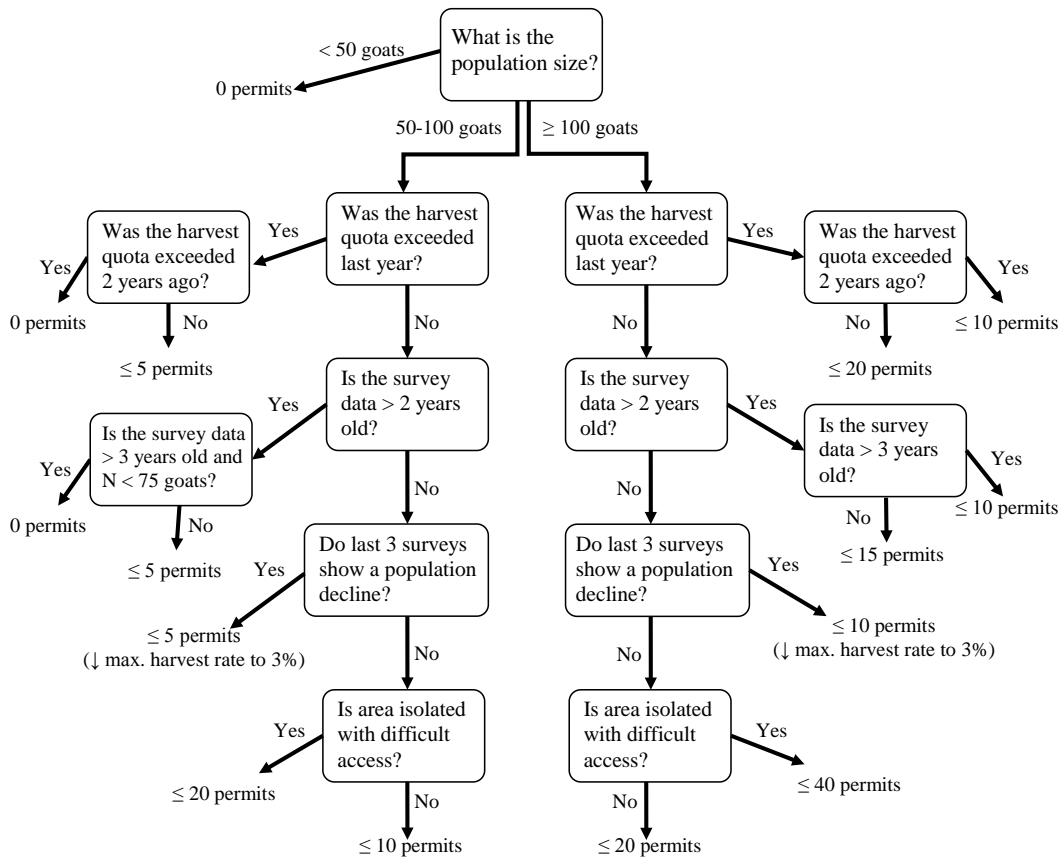 What is the
population size?
< 50 goats
0 permits
50-100 goats
≥ 100 goats
Was the harvest
quota exceeded
last year?
Yes
Was the harvest
quota exceeded
2 years ago?
Yes
0 permits
No
≤ 5 permits
No
Is the survey
data > 2 years
old?
Yes
Is the survey data
> 3 years old and
N < 75 goats?
Yes
0 permits
No
≤ 5 permits
No
Do last 3 surveys
show a population
decline?
Yes
≤ 5 permits
(↓ max. harvest rate to 3%)
No
Is area isolated
with difficult
access?
Yes
≤ 20 permits
No
≤ 10 permits
Was the harvest
quota exceeded
last year?
Yes
Was the harvest
quota exceeded
2 years ago?
Yes
≤ 10 permits
No
≤ 20 permits
No
Is the survey
data > 2 years
old?
Yes
Is the survey
data > 3 years
old?
Yes
≤ 10 permits
No
≤ 15 permits
No
Do last 3 surveys
show a population
decline?
Yes
≤ 10 permits
(↓ max. harvest rate to 3%)
No
Is area isolated
with difficult
access?
Yes
≤ 40 permits
No
≤ 20 permits